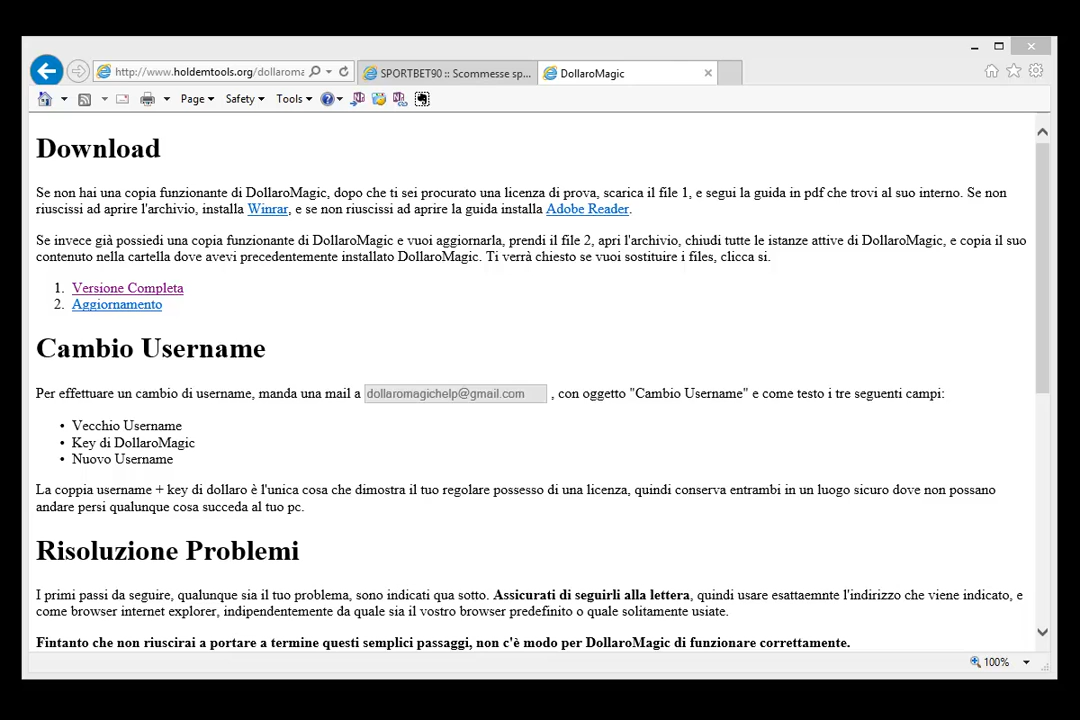 http://www.holdemtools.org/dollaroma
SPORTBET90 :: Scommesse sp...
DollaroMagic
Page
Safety
Tools
Download
Se non hai una copia funzionante di DollaroMagic, dopo che ti sei procurato una licenza di prova, scarica il file 1, e segui la guida in pdf che trovi al suo interno. Se non
riuscissi ad aprire l'archivio, installa Winrar, e se non riuscissi ad aprire la guida installa Adobe Reader.
Se invece già possiedi una copia funzionante di DollaroMagic e vuoi aggiornarla, prendi il file 2, apri l'archivio, chiudi tutte le istanze attive di DollaroMagic, e copia il suo
contenuto nella cartella dove avevi precedentemente installato DollaroMagic. Ti verrà chiesto se vuoi sostituire i files, clicca si.
1. Versione Completa
2. Aggiornamento
Cambio Username
Per effettuare un cambio di username, manda una mail a dollaromagichelp@gmail.com , con oggetto "Cambio Username" e come testo i tre seguenti campi:
• Vecchio Username
• Key di DollaroMagic
• Nuovo Username
La coppia username + key di dollaro è l'unica cosa che dimostra il tuo regolare possesso di una licenza, quindi conserva entrambi in un luogo sicuro dove non possano
andare persi qualunque cosa succeda al tuo pc.
Risoluzione Problemi
I primi passi da seguire, qualunque sia il tuo problema, sono indicati qua sotto. Assicurati di seguirli alla lettera, quindi usare esattaemnte l'indirizzo che viene indicato, e
come browser internet explorer, indipendentemente da quale sia il vostro browser predefinito o quale solitamente usiate.
Fintanto che non riuscirai a portare a termine questi semplici passaggi, non c'è modo per DollaroMagic di funzionare correttamente.
100%